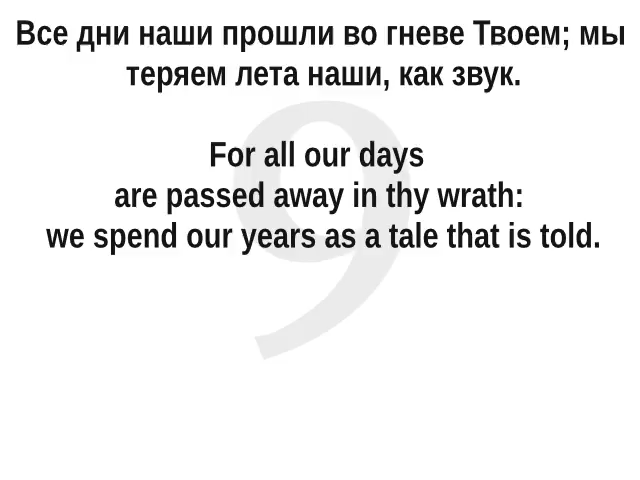 Все дни наши прошли во гневе Твоем; мы
теряем лета наши, как звук.
For all our days
are passed away in thy wrath:
we spend our years as a tale that is told.
9